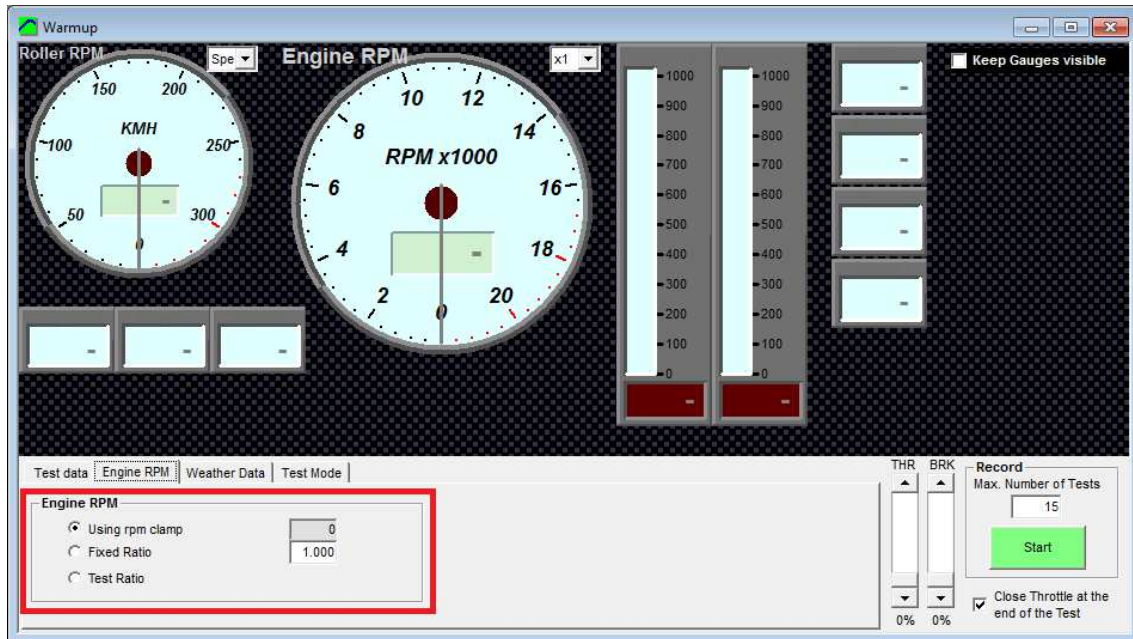 Warmup
Roller RPM
Spe
Engine RPM
x1
Keep Gauges visible
150 200
100 250
50 300
0
KMH
-
10 12
8 14
6 16
4 18
2 20
0
RPM x1000
-
1000
900
800
700
600
500
400
300
200
100
0
-
1000
900
800
700
600
500
400
300
200
100
0
-
-
-
-
-
- - -
Test data Engine RPM Weather Data Test Mode
Engine RPM
Using rpm clamp 0
Fixed Ratio 1.000
Test Ratio
THR BRK
0% 0%
Record
Max. Number of Tests
15
Start
Close Throttle at the
end of the Test